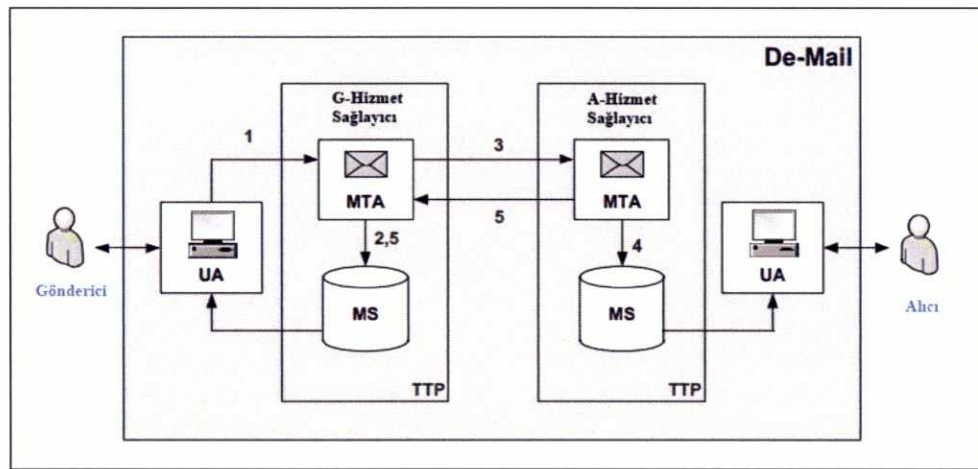 De-Mail
G-Hizmet
Sağlayıcı
A-Hizmet
Sağlayıcı
1
3
MTA
MTA
5
2,5
4
UA
UA
Gönderici
MS
MS
Alıcı
TTP
TTP